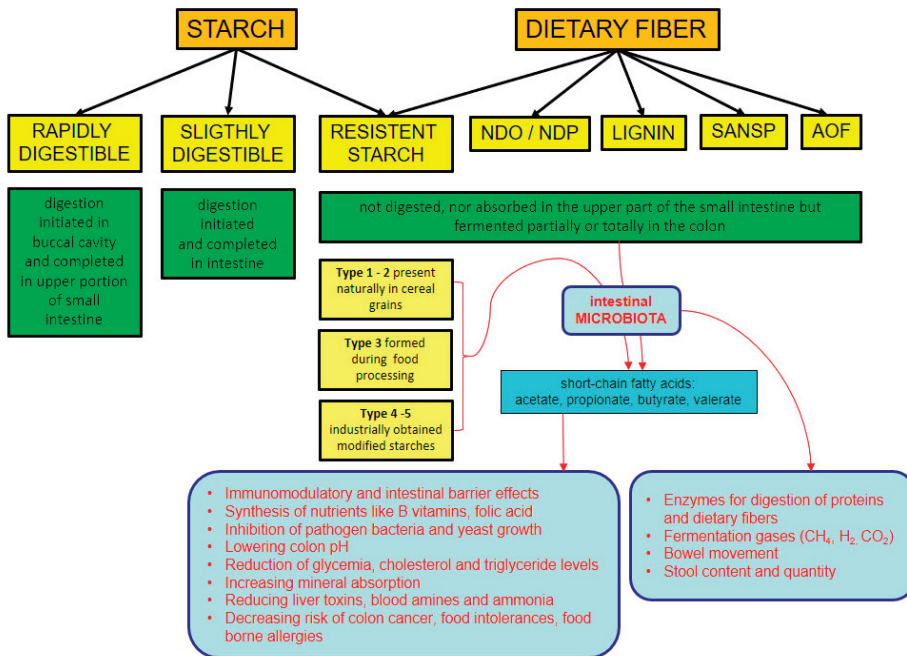 STARCH
DIETARY FIBER
RAPIDLY
DIGESTIBLE
SLIGTHLY
DIGESTIBLE
RESISTENT
STARCH
NDO / NDP
LIGNIN
SANSP
AOF
digestion
initiated in
buccal cavity
and completed
in upper portion
of small
intestine
digestion
initiated
and completed
in intestine
not digested, nor absorbed in the upper part of the small intestine but
fermented partially or totally in the colon
Type 1 - 2 present
naturally in cereal
grains
Type 3 formed
during food
processing
Type 4 -5
industrially obtained
modified starches
intestinal
MICROBIOTA
short-chain fatty acids:
acetate, propionate, butyrate, valerate
• Immunomodulatory and intestinal barrier effects
• Synthesis of nutrients like B vitamins, folic acid
• Inhibition of pathogen bacteria and yeast growth
• Lowering colon pH
• Reduction of glycemia, cholesterol and triglyceride levels
• Increasing mineral absorption
• Reducing liver toxins, blood amines and ammonia
• Decreasing risk of colon cancer, food intolerances, food
borne allergies
• Enzymes for digestion of proteins
and dietary fibers
• Fermentation gases (CH₄, H₂, CO₂)
• Bowel movement
• Stool content and quantity